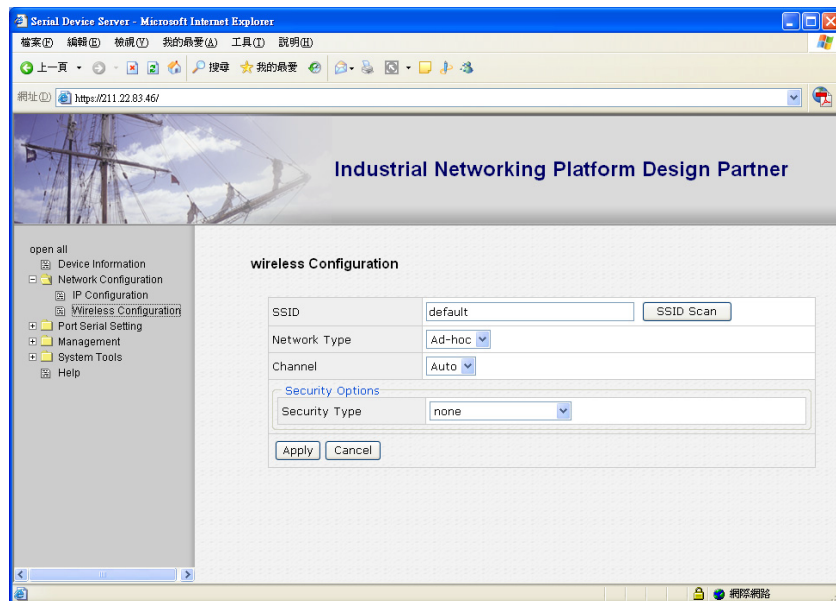 Serial Device Server - Microsoft Internet Explorer
檔案(F) 編輯(E) 檢視(V) 我的最愛(A) 工具(T) 說明(H)
上一頁 搜尋 我的最愛
網址(D) https://211.22.83.46/
Industrial Networking Platform Design Partner
open all
Device Information
Network Configuration
IP Configuration
Wireless Configuration
Port Serial Setting
Management
System Tools
Help
wireless Configuration
SSID default SSID Scan
Network Type Ad-hoc
Channel Auto
Security Options
Security Type none
Apply Cancel
網際網路